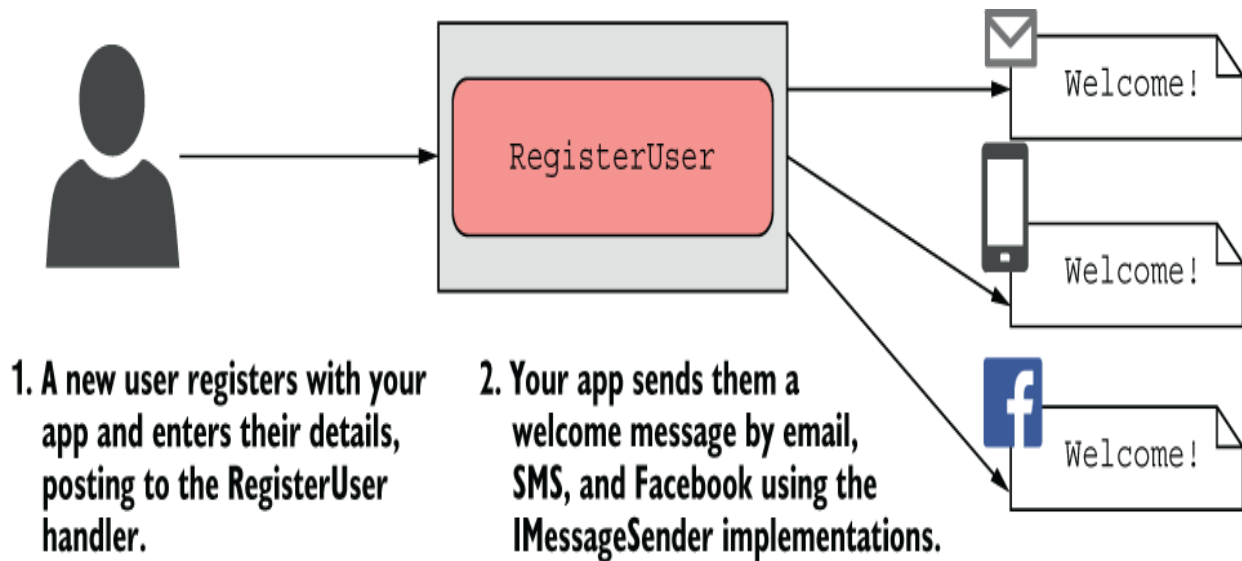 Welcome!
RegisterUser
Welcome!
Welcome!
1. A new user registers with your
app and enters their details,
posting to the RegisterUser
handler.
2. Your app sends them a
welcome message by email,
SMS, and Facebook using the
IMessageSender implementations.